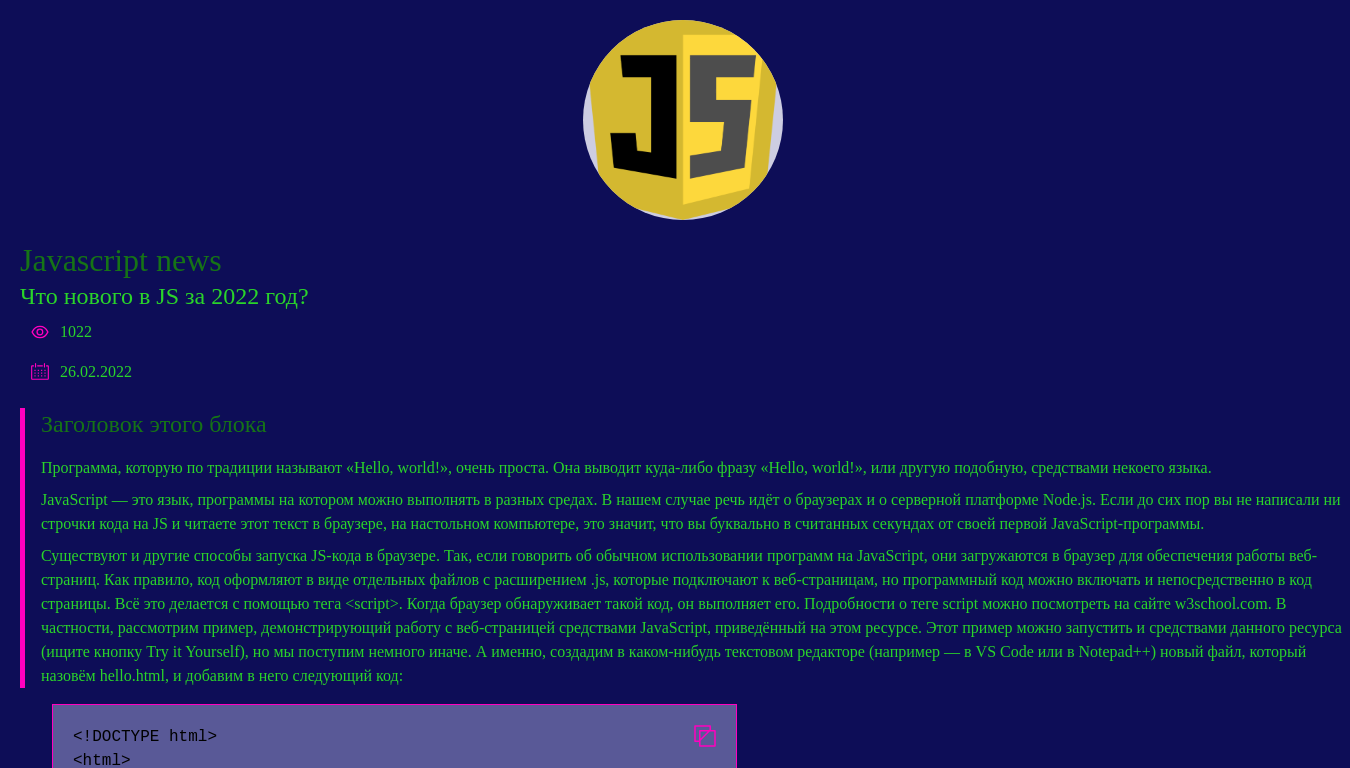 JS
Javascript news
Что нового в JS за 2022 год?
1022
26.02.2022
Заголовок этого блока
Программа, которую по традиции называют «Hello, world!», очень проста. Она выводит куда-либо фразу «Hello, world!», или другую подобную, средствами некоего языка.
JavaScript — это язык, программы на котором можно выполнять в разных средах. В нашем случае речь идёт о браузерах и о серверной платформе Node.js. Если до сих пор вы не написали ни
строчки кода на JS и читаете этот текст в браузере, на настольном компьютере, это значит, что вы буквально в считанных секундах от своей первой JavaScript-программы.
Существуют и другие способы запуска JS-кода в браузере. Так, если говорить об обычном использовании программ на JavaScript, они загружаются в браузер для обеспечения работы веб-
страниц. Как правило, код оформляют в виде отдельных файлов с расширением .js, которые подключают к веб-страницам, но программный код можно включать и непосредственно в код
страницы. Всё это делается с помощью тега <script>. Когда браузер обнаруживает такой код, он выполняет его. Подробности о теге script можно посмотреть на сайте w3school.com. В
частности, рассмотрим пример, демонстрирующий работу с веб-страницей средствами JavaScript, приведённый на этом ресурсе. Этот пример можно запустить и средствами данного ресурса
(ищите кнопку Try it Yourself), но мы поступим немного иначе. А именно, создадим в каком-нибудь текстовом редакторе (например — в VS Code или в Notepad++) новый файл, который
назовём hello.html, и добавим в него следующий код:
<!DOCTYPE html>
<html>